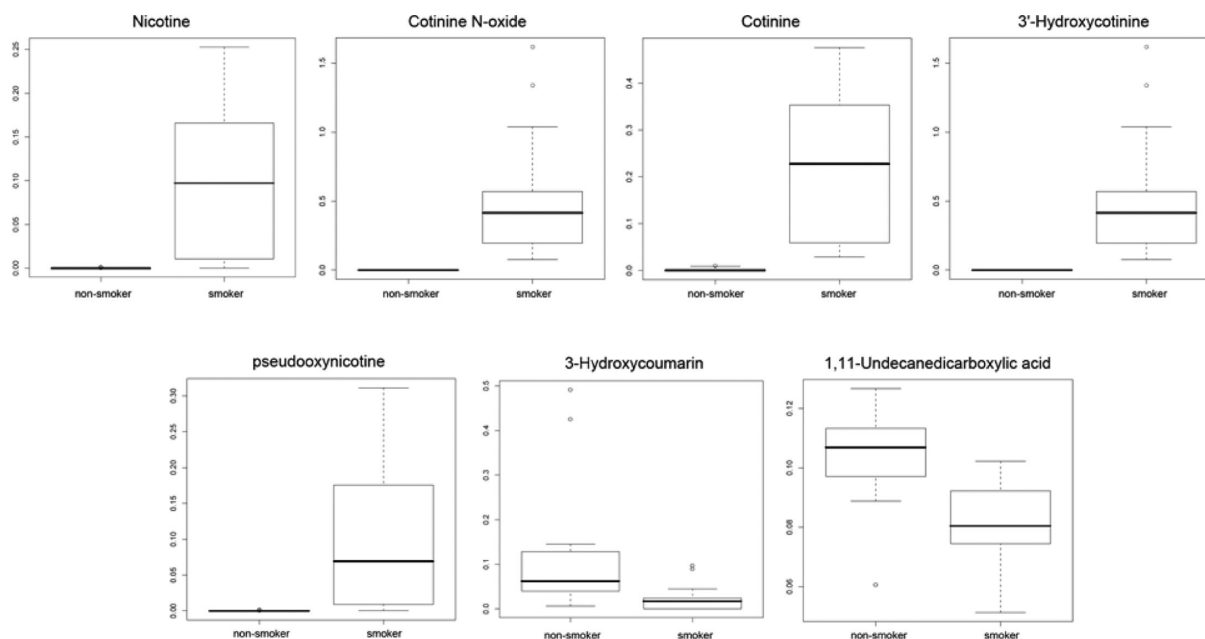 Nicotine
Cotinine N-oxide
Cotinine
3'-Hydroxycotinine
0.25
0.20
0.15
0.10
0.05
0.00
1.5
1.0
0.5
0.0
0.4
0.3
0.2
0.1
0.0
1.5
1.0
0.5
0.0
non-smoker smoker
non-smoker smoker
non-smoker smoker
non-smoker smoker
pseudooxynicotine
3-Hydroxycoumarin
1,11-Undecanedicarboxylic acid
0.30
0.25
0.20
0.15
0.10
0.05
0.00
0.5
0.4
0.3
0.2
0.1
0.0
0.12
0.10
0.08
0.06
non-smoker smoker
non-smoker smoker
non-smoker smoker